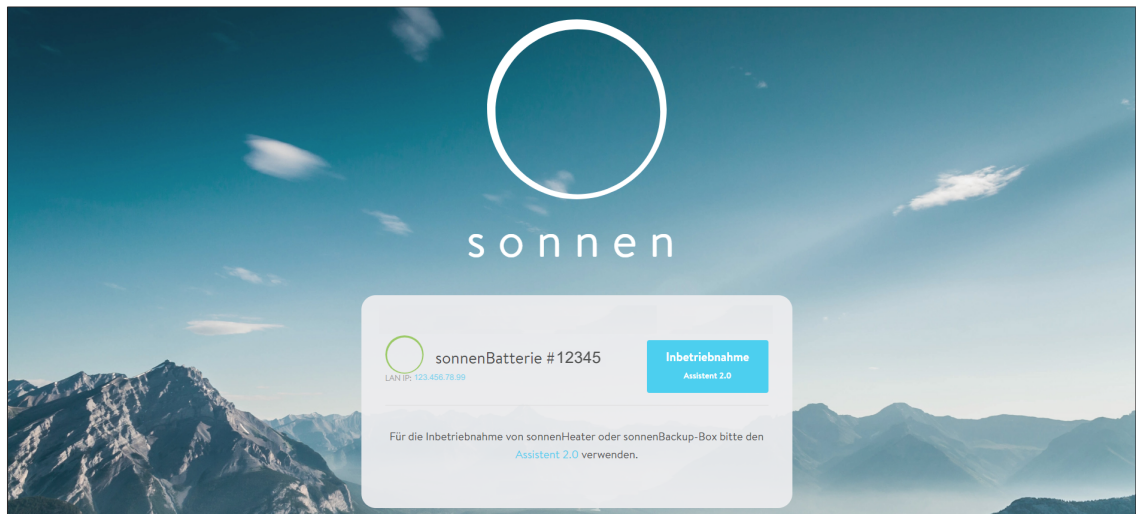 sonnen
sonnenBatterie #12345
LAN IP: 123.456.78.99
Inbetriebnahme
Assistent 2.0
Für die Inbetriebnahme von sonnenHeater oder sonnenBackup-Box bitte den
Assistent 2.0 verwenden.